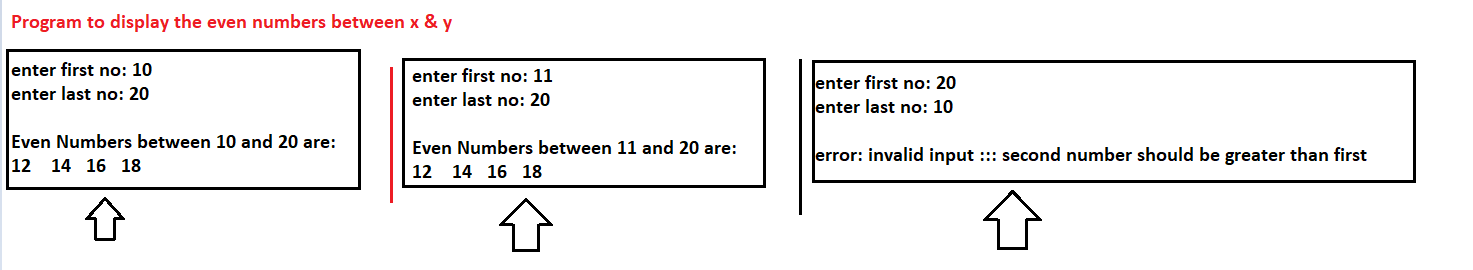 Program to display the even numbers between x & y
enter first no: 10
enter last no: 20
Even Numbers between 10 and 20 are:
12 14 16 18
enter first no: 11
enter last no: 20
Even Numbers between 11 and 20 are:
12 14 16 18
enter first no: 20
enter last no: 10
error: invalid input ::: second number should be greater than first